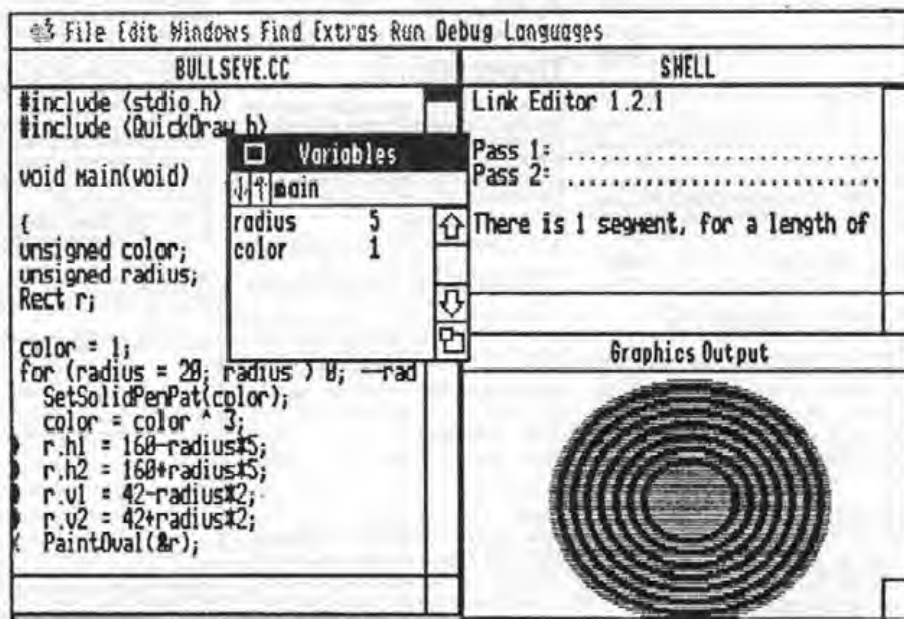 File Edit Windows Find Extras Run Debug Languages
BULLSEYE.CC
#include <stdio.h>
#include <QuickDraw.h>
void main(void)
{
unsigned color;
unsigned radius;
Rect r;
color = 1;
for (radius = 20; radius > 0; --rad
SetSolidPenPat(color);
color = color ^ 3;
r.h1 = 160-radius*5;
r.h2 = 160+radius*5;
r.v1 = 42-radius*2;
r.v2 = 42+radius*2;
PaintOval(&r);
Variables
main
radius 5
color 1
SHELL
Link Editor 1.2.1
Pass 1: ............................
Pass 2: ............................
There is 1 segment, for a length of
Graphics Output